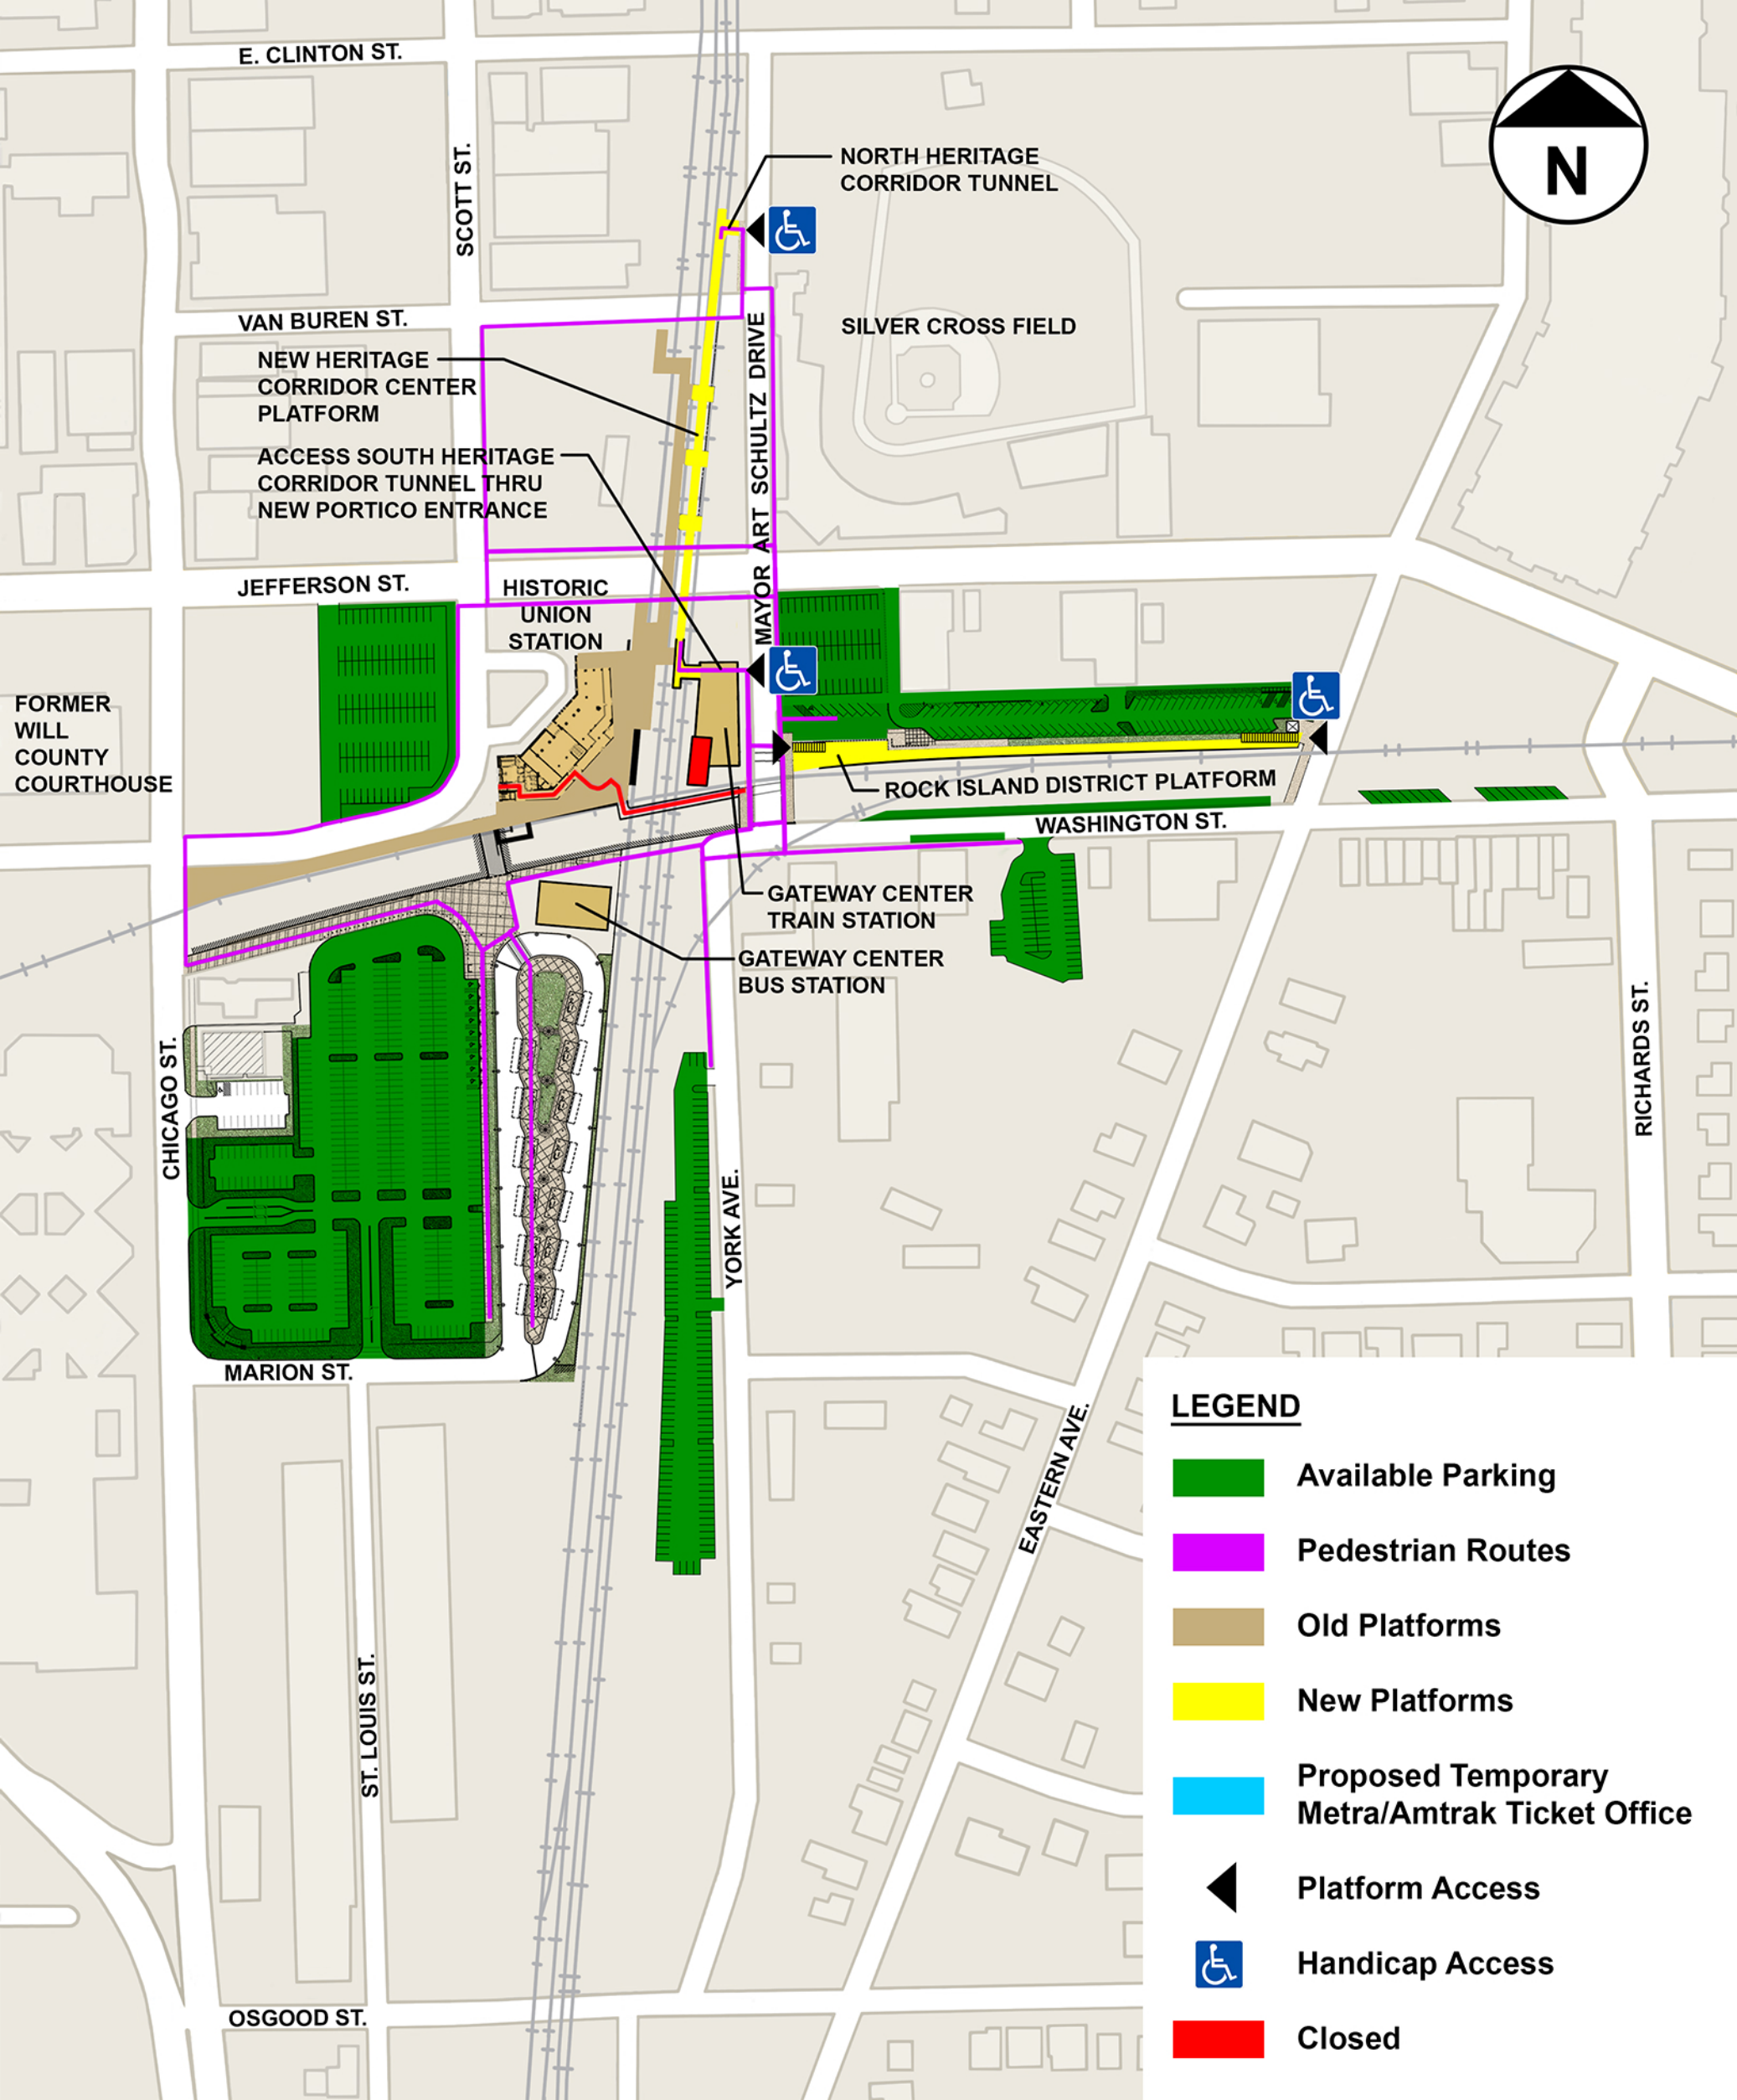 E. CLINTON ST.
SCOTT ST.
N
NORTH HERITAGE
CORRIDOR TUNNEL
VAN BUREN ST.
SILVER CROSS FIELD
NEW HERITAGE
CORRIDOR CENTER
PLATFORM
MAYOR ART SCHULTZ DRIVE
ACCESS SOUTH HERITAGE
CORRIDOR TUNNEL THRU
NEW PORTICO ENTRANCE
JEFFERSON ST.
HISTORIC
UNION
STATION
FORMER
WILL
COUNTY
COURTHOUSE
ROCK ISLAND DISTRICT PLATFORM
WASHINGTON ST.
GATEWAY CENTER
TRAIN STATION
GATEWAY CENTER
BUS STATION
CHICAGO ST.
RICHARDS ST.
YORK AVE.
MARION ST.
EASTERN AVE.
ST. LOUIS ST.
OSGOOD ST.
LEGEND
Available Parking
Pedestrian Routes
Old Platforms
New Platforms
Proposed Temporary
Metra/Amtrak Ticket Office
Platform Access
Handicap Access
Closed